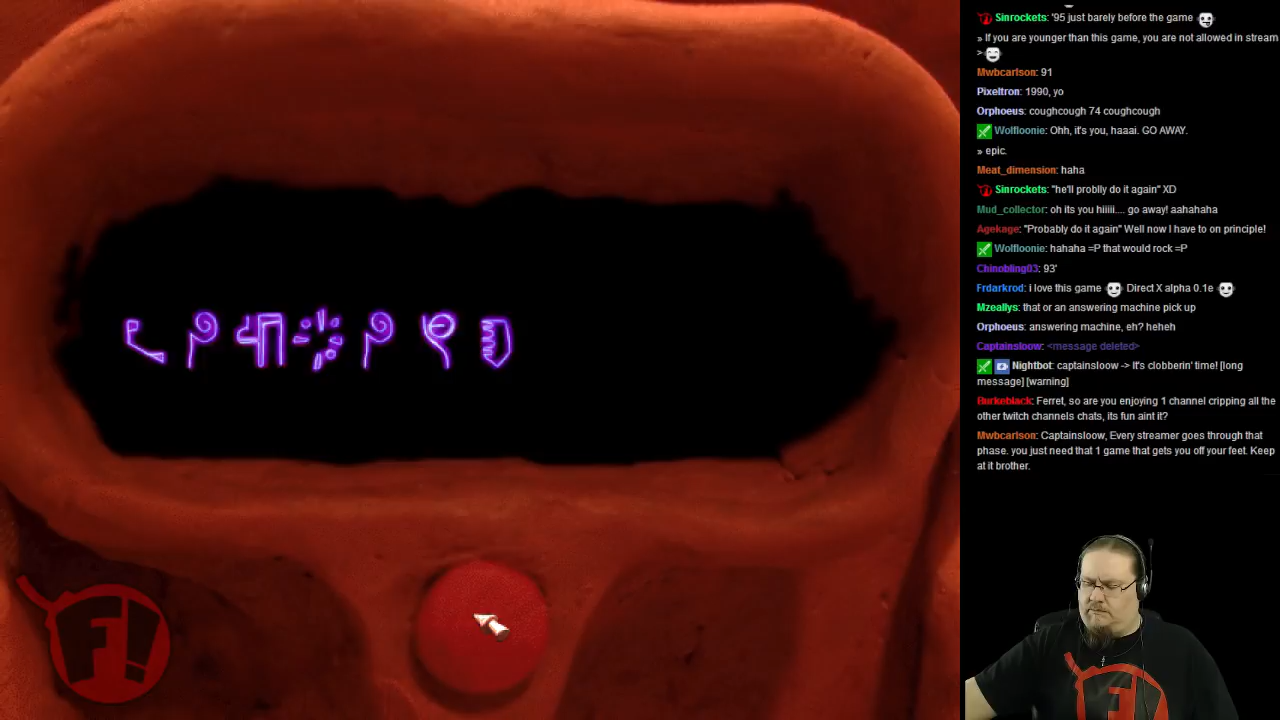 Sinrockets: '95 just barely before the game
» If you are younger than this game, you are not allowed in stream
>
Mwbcarlson: 91
Pixeltron: 1990, yo
Orphoeus: coughcough 74 coughcough
Wolfloonie: Ohh, it's you, haaai. GO AWAY.
» epic.
Meat_dimension: haha
Sinrockets: "he'll problly do it again" XD
Mud_collector: oh its you hiiiii.... go away! aahahaha
Agekage: "Probably do it again" Well now I have to on principle!
Wolfloonie: hahaha =P that would rock =P
Chinobling03: 93'
Frdarkrod: i love this game Direct X alpha 0.1e
Mzeallys: that or an answering machine pick up
Orphoeus: answering machine, eh? heheh
Captainsloow: <message deleted>
Nightbot: captainsloow -> It's clobberin' time! [long
message] [warning]
Burkeblack: Ferret, so are you enjoying 1 channel cripping all the
other twitch channels chats, its fun aint it?
Mwbcarlson: Captainsloow, Every streamer goes through that
phase. you just need that 1 game that gets you off your feet. Keep
at it brother.
F!